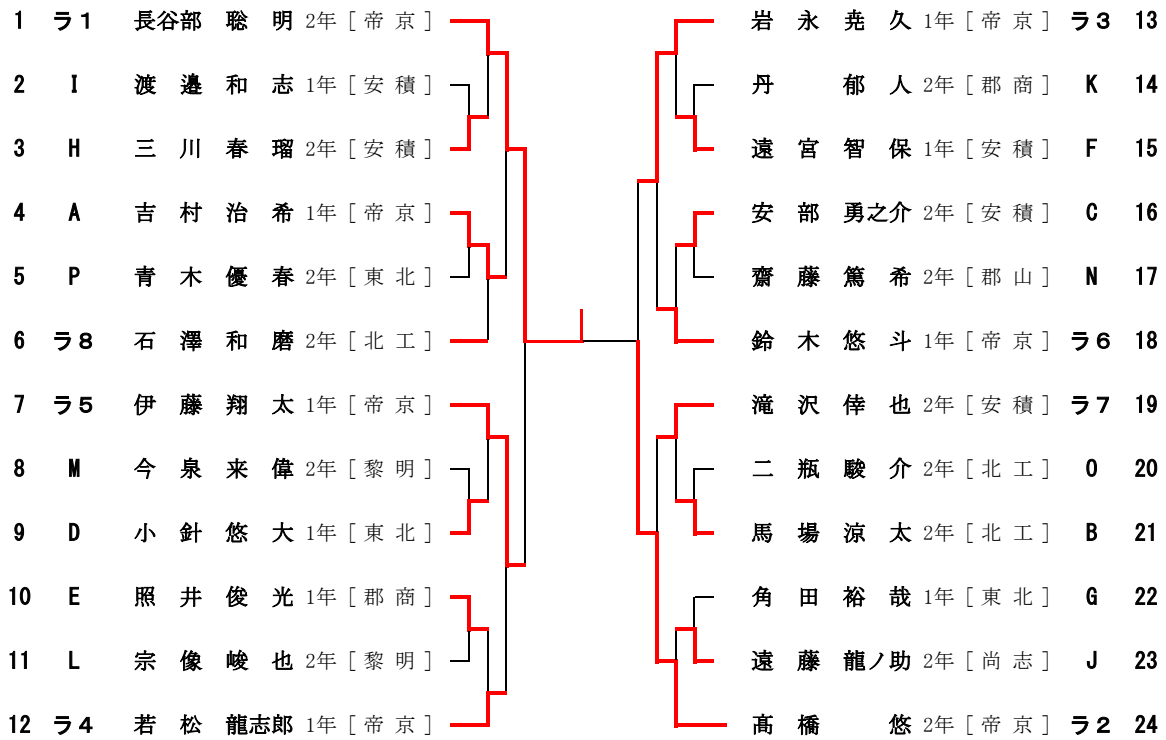 1 ラ1 長谷部 聡 明 2年 [ 帝 京 ]
2 I 渡 邉 和 志 1年 [ 安 積 ]
3 H 三 川 春 瑠 2年 [ 安 積 ]
4 A 吉 村 治 希 1年 [ 帝 京 ]
5 P 青 木 優 春 2年 [ 東 北 ]
6 ラ8 石 澤 和 磨 2年 [ 北 工 ]
7 ラ5 伊 藤 翔 太 1年 [ 帝 京 ]
8 M 今 泉 来 偉 2年 [ 黎 明 ]
9 D 小 針 悠 大 1年 [ 東 北 ]
10 E 照 井 俊 光 1年 [ 郡 商 ]
11 L 宗 像 峻 也 2年 [ 黎 明 ]
12 ラ4 若 松 龍志郎 1年 [ 帝 京 ]
岩 永 尭 久 1年 [ 帝 京 ] ラ3 13
丹 郁 人 2年 [ 郡 商 ] K 14
遠 宮 智 保 1年 [ 安 積 ] F 15
安 部 勇之介 2年 [ 安 積 ] C 16
齋 藤 篤 希 2年 [ 郡 山 ] N 17
鈴 木 悠 斗 1年 [ 帝 京 ] ラ6 18
滝 沢 倖 也 2年 [ 安 積 ] ラ7 19
二 瓶 駿 介 2年 [ 北 工 ] O 20
馬 場 涼 太 2年 [ 北 工 ] B 21
角 田 裕 哉 1年 [ 東 北 ] G 22
遠 藤 龍ノ助 2年 [ 尚 志 ] J 23
髙 橋 悠 2年 [ 帝 京 ] ラ2 24